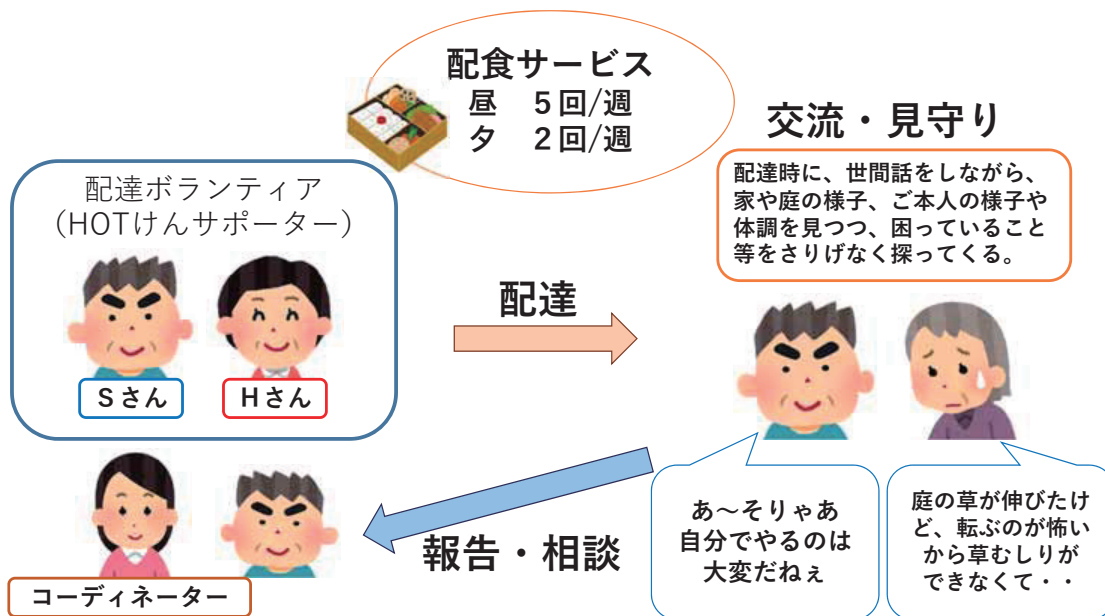 配食サービス
昼　5回/週
夕　2回/週
交流・見守り
配達時に、世間話をしながら、
家や庭の様子、ご本人の様子や
体調を見つつ、困っていること
等をさりげなく探ってくる。
配達ボランティア
（HOTけんサポーター）
Sさん
Hさん
配達
あ～そりゃあ
自分でやるのは
大変だねぇ
庭の草が伸びたけ
ど、転ぶのが怖い
から草むしりが
できなくて・・
報告・相談
コーディネーター